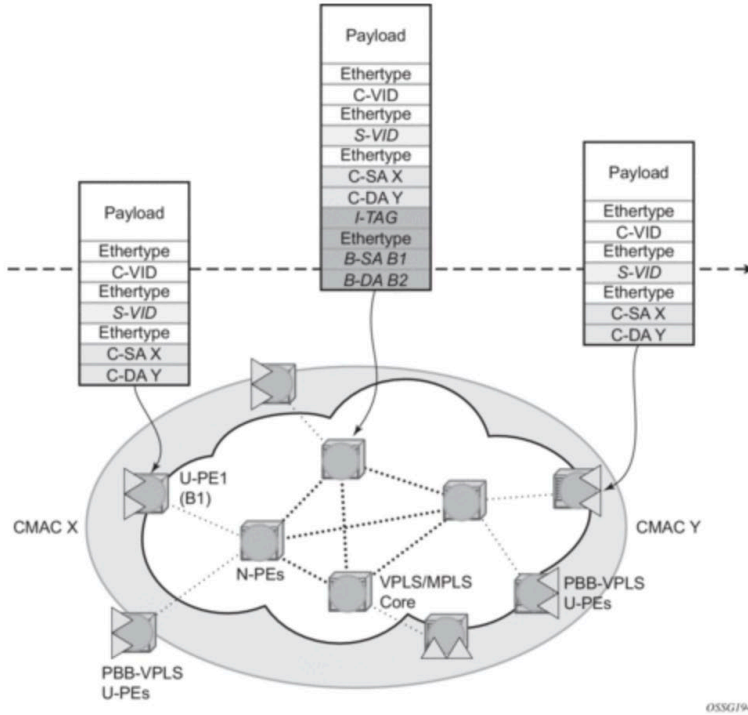 Payload
Ethertype
C-VID
Ethertype
S-VID
Ethertype
C-SA X
C-DA Y
I-TAG
Ethertype
B-SA B1
B-DA B2
Payload
Ethertype
C-VID
Ethertype
S-VID
Ethertype
C-SA X
C-DA Y
Payload
Ethertype
C-VID
Ethertype
S-VID
Ethertype
C-SA X
C-DA Y
U-PE1
(B1)
CMAC X
CMAC Y
N-PEs
VPLS/MPLS
Core
PBB-VPLS
U-PEs
PBB-VPLS
U-PEs